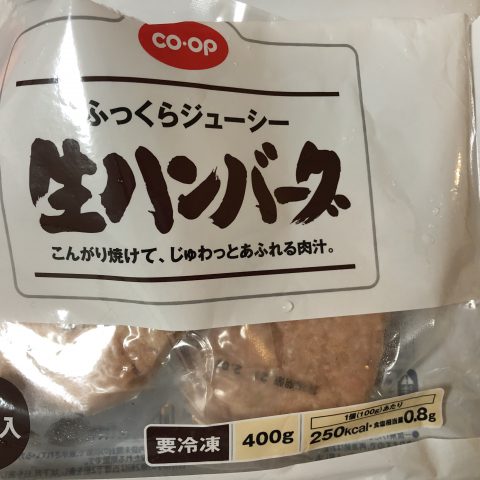 CO·OP
ふっくらジューシー
生ハンバーグ
こんがり焼けて、じゅわっとあふれる肉汁。
入
要冷凍
400g
1個(100g)あたり
250kcal・食塩相当量0.8g